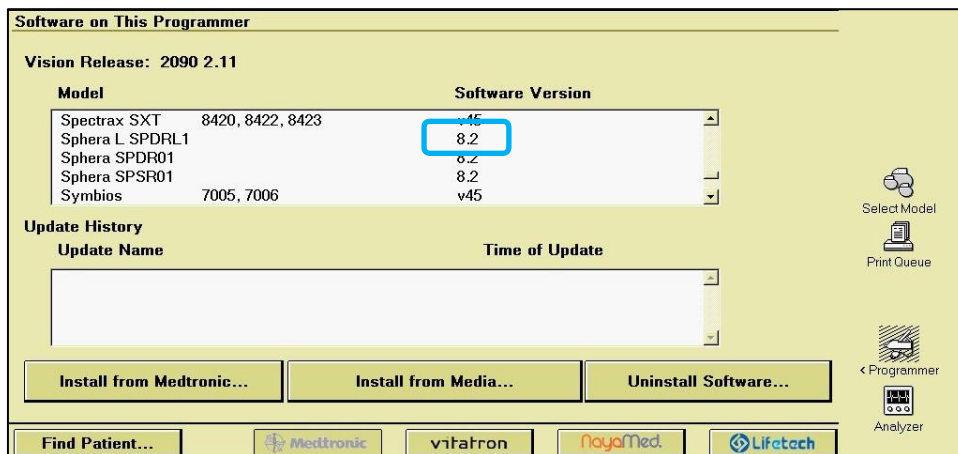 Software on This Programmer
Vision Release: 2090 2.11
Model Software Version
Spectrax SXT 8420, 8422, 8423 v45
Sphera L SPDRL1 8.2
Sphera SPDR01 8.2
Sphera SPSR01 8.2
Symbios 7005, 7006 v45
Select Model
Update History
Update Name Time of Update
Print Queue
Install from Medtronic... Install from Media... Uninstall Software...
< Programmer
Analyzer
Find Patient... Medtronic vitatron NayaMed. Lifetech